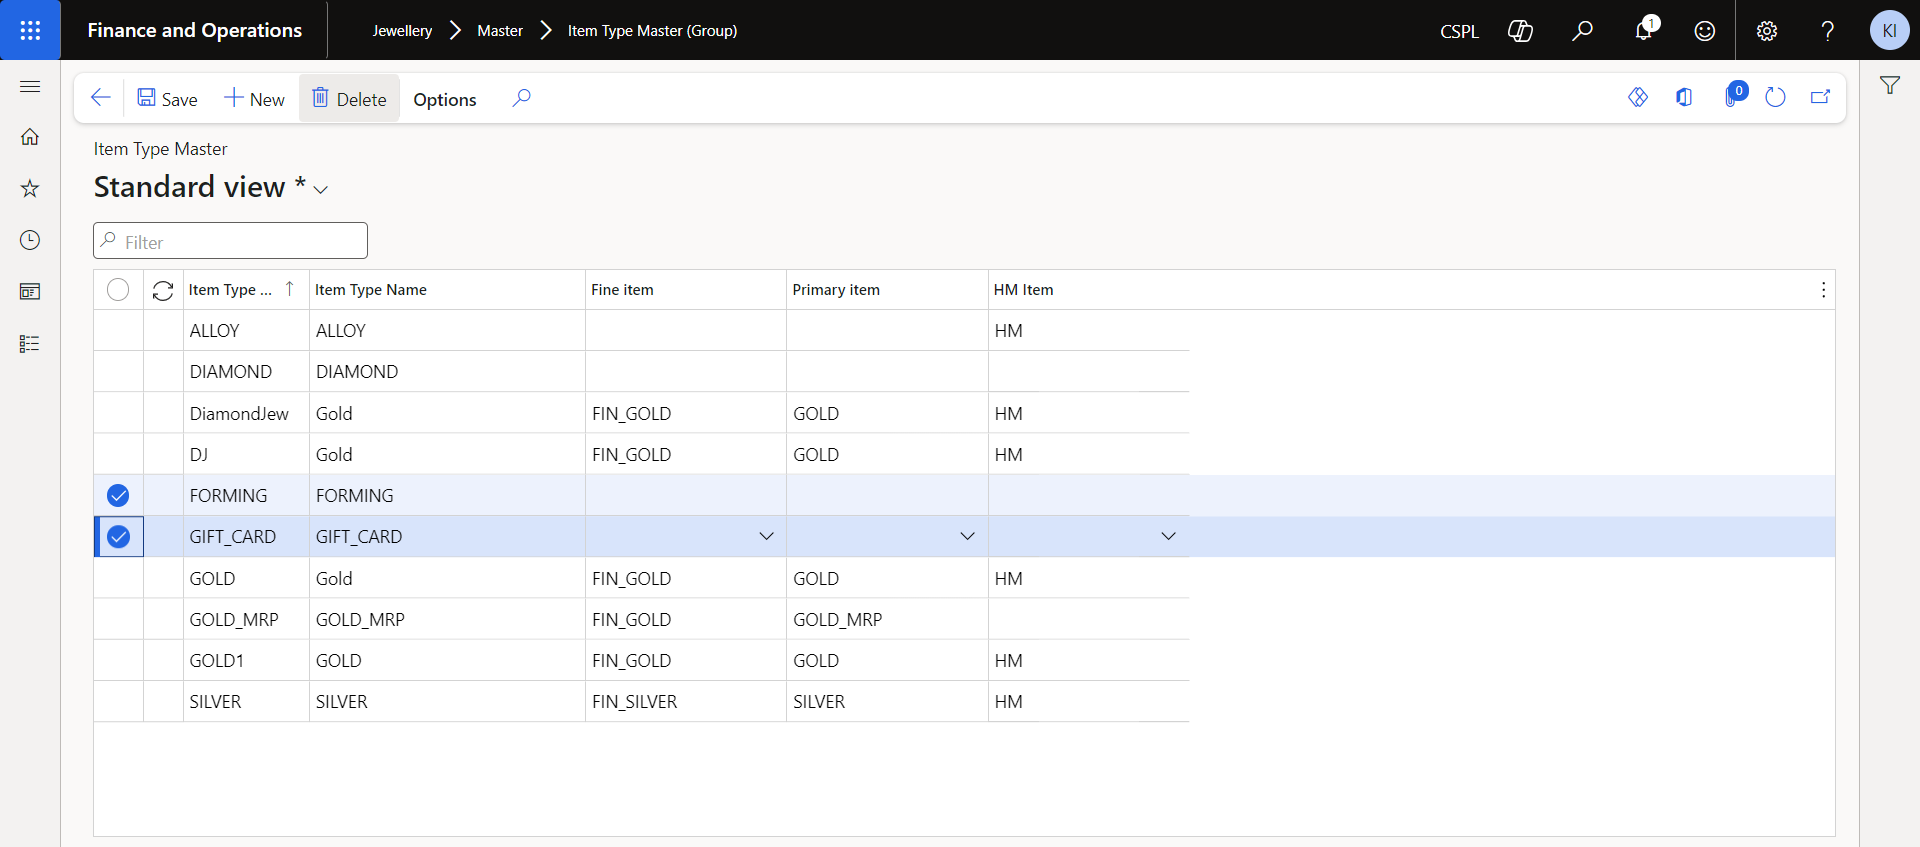 Finance and Operations Jewellery Master Item Type Master (Group) CSPL 1 ? KI
Save New Delete Options 0
Item Type Master
Standard view *
Filter
Item Type ... ↑ Item Type Name Fine item Primary item HM Item
ALLOY ALLOY HM
DIAMOND DIAMOND
DiamondJew Gold FIN_GOLD GOLD HM
DJ Gold FIN_GOLD GOLD HM
FORMING FORMING
GIFT_CARD GIFT_CARD
GOLD Gold FIN_GOLD GOLD HM
GOLD_MRP GOLD_MRP FIN_GOLD GOLD_MRP
GOLD1 GOLD FIN_GOLD GOLD HM
SILVER SILVER FIN_SILVER SILVER HM